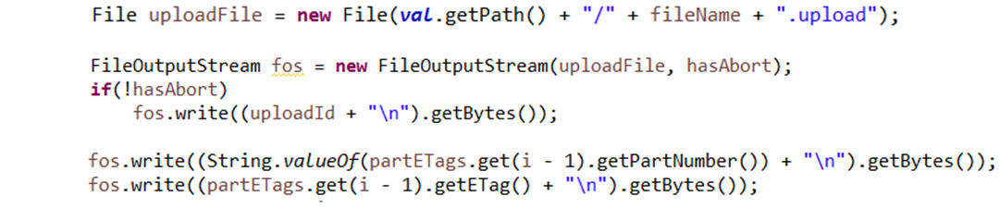 File uploadFile = new File(val.getPath() + "/" + fileName + ".upload");
FileOutputStream fos = new FileOutputStream(uploadFile, hasAbort);
if(!hasAbort)
fos.write((uploadId + "\n").getBytes());
fos.write((String.valueOf(partETags.get(i - 1).getPartNumber()) + "\n").getBytes());
fos.write((partETags.get(i - 1).getETag() + "\n").getBytes());